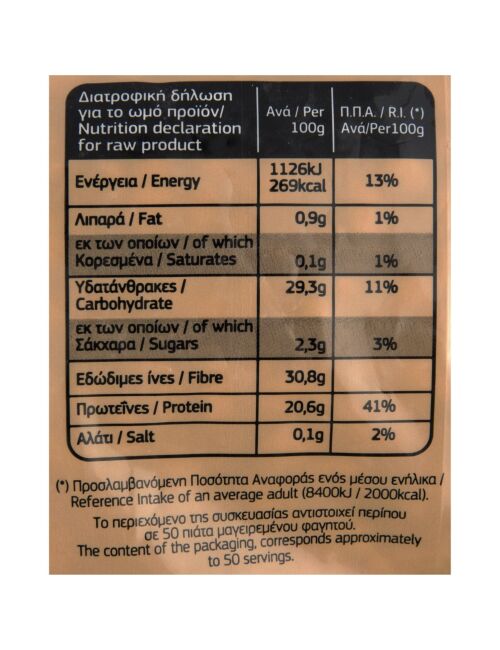 Διατροφική δήλωση
για το ωμό προϊόν/
Nutrition declaration
for raw product
Ανά / Per
100g
Π.Π.Α. / R.I. (*)
Ανά/Per100g
Ενέργεια / Energy
1126kJ
269kcal
13%
Λιπαρά / Fat
0,9g
1%
εκ των οποίων / of which
Κορεσμένα / Saturates
0,1g
1%
Υδατάνθρακες /
Carbohydrate
29,3g
11%
εκ των οποίων / of which
Σάκχαρα / Sugars
2,3g
3%
Εδώδιμες ίνες / Fibre
30,8g
Πρωτεΐνες / Protein
20,6g
41%
Αλάτι / Salt
0,1g
2%
(*) Προσλαμβανόμενη Ποσότητα Αναφοράς ενός μέσου ενήλικα /
Reference Intake of an average adult (8400kJ / 2000kcal).
Το περιεχόμενο της συσκευασίας αντιστοιχεί περίπου
σε 50 πιάτα μαγειρεμένου φαγητού.
The content of the packaging, corresponds approximately
to 50 servings.